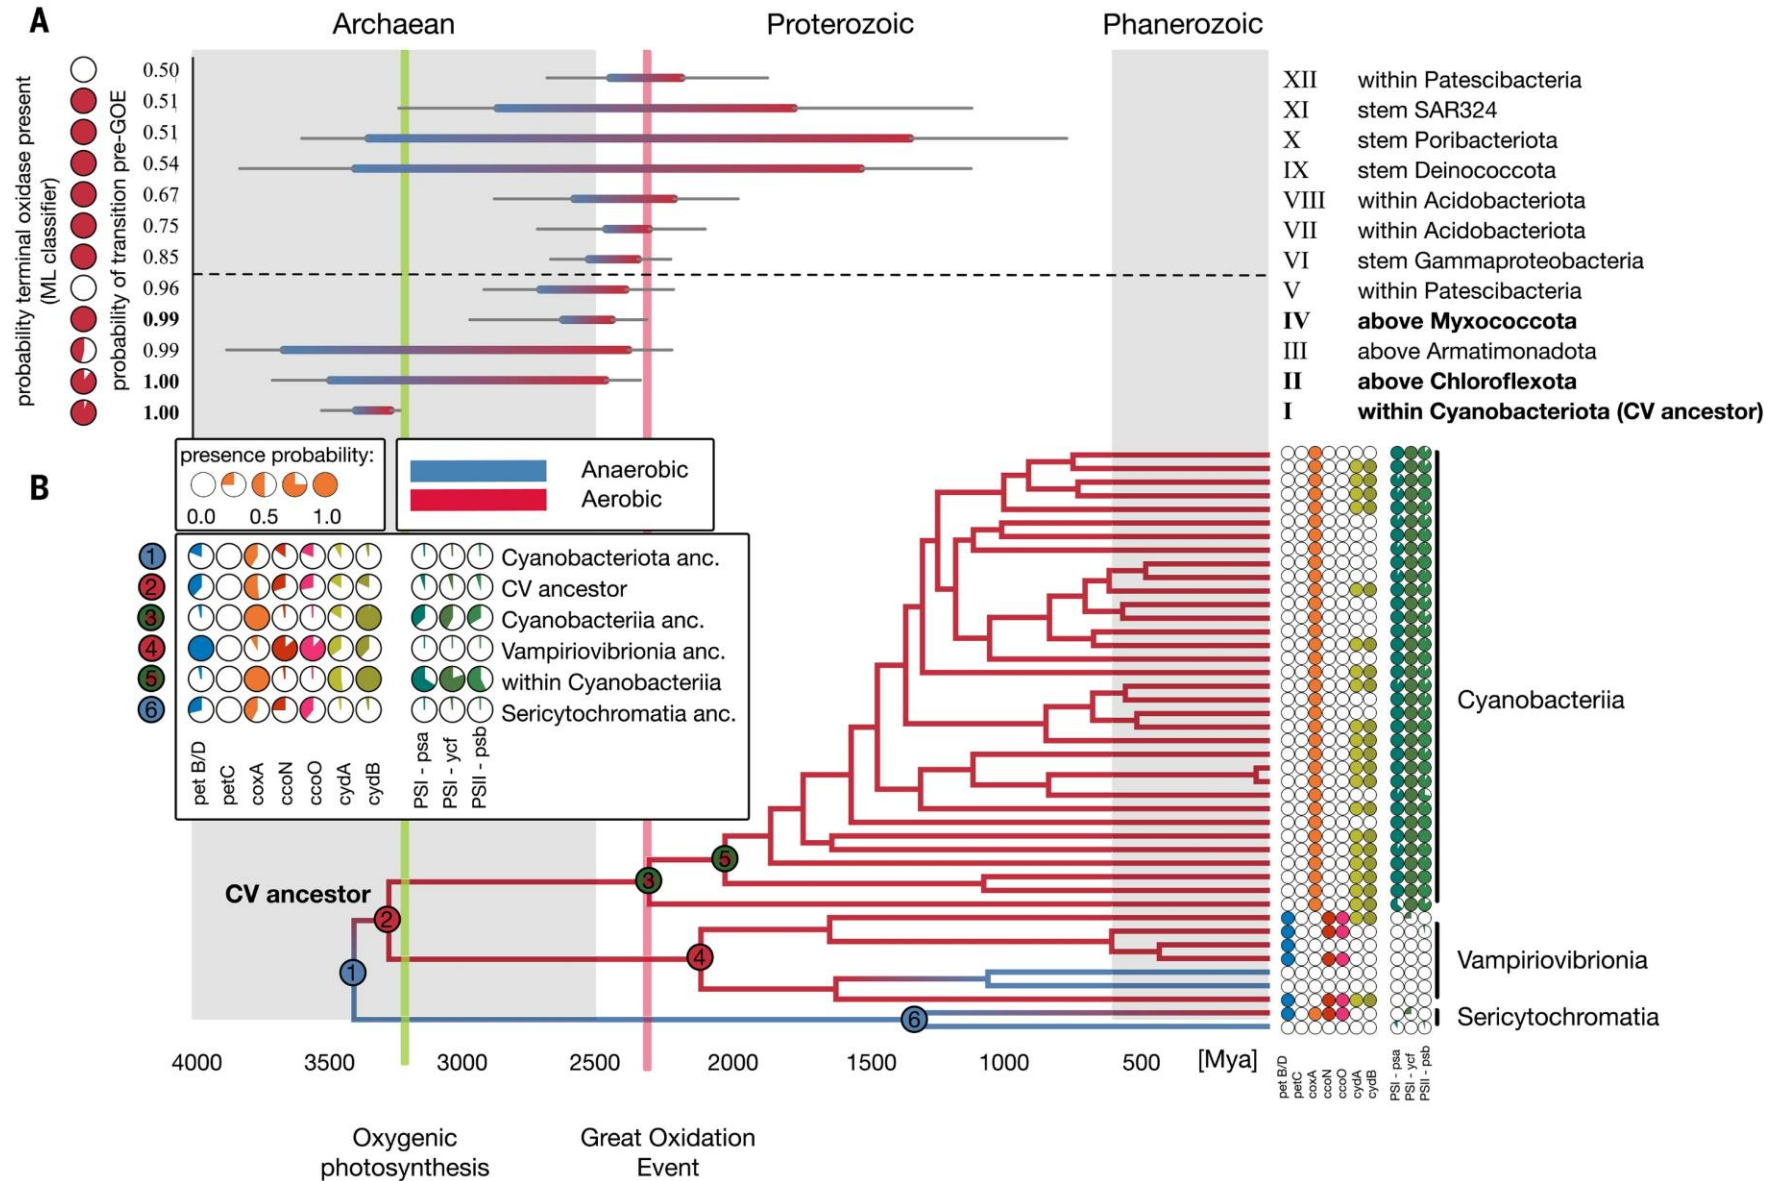 A
Archaean
Proterozoic
Phanerozoic
probability terminal oxidase present
(ML classifier)
probability of transition pre-GOE
0.50
XII within Patescibacteria
0.51
XI stem SAR324
0.51
X stem Poribacteriota
0.54
IX stem Deinococcota
0.67
VIII within Acidobacteriota
0.75
VII within Acidobacteriota
0.85
VI stem Gammaproteobacteria
0.96
V within Patescibacteria
0.99
IV above Myxococcota
0.99
III above Armatimonadota
1.00
II above Chloroflexota
1.00
I within Cyanobacteriota (CV ancestor)
B
presence probability:
0.0 0.5 1.0
Anaerobic
Aerobic
1 Cyanobacteriota anc.
2 CV ancestor
3 Cyanobacteriia anc.
4 Vampiriovibrionia anc.
5 within Cyanobacteriia
6 Sericytochromatia anc.
pet B/D
petC
coxA
ccoN
ccoO
cydA
cydB
PSI - psa
PSI - ycf
PSII - psb
CV ancestor
1
2
3
4
5
6
Cyanobacteriia
Vampiriovibrionia
Sericytochromatia
4000 3500 3000 2500 2000 1500 1000 500 [Mya]
pet B/D
petC
coxA
ccoN
ccoO
cydA
cydB
PSI - psa
PSI - ycf
PSII - psb
Oxygenic
photosynthesis
Great Oxidation
Event